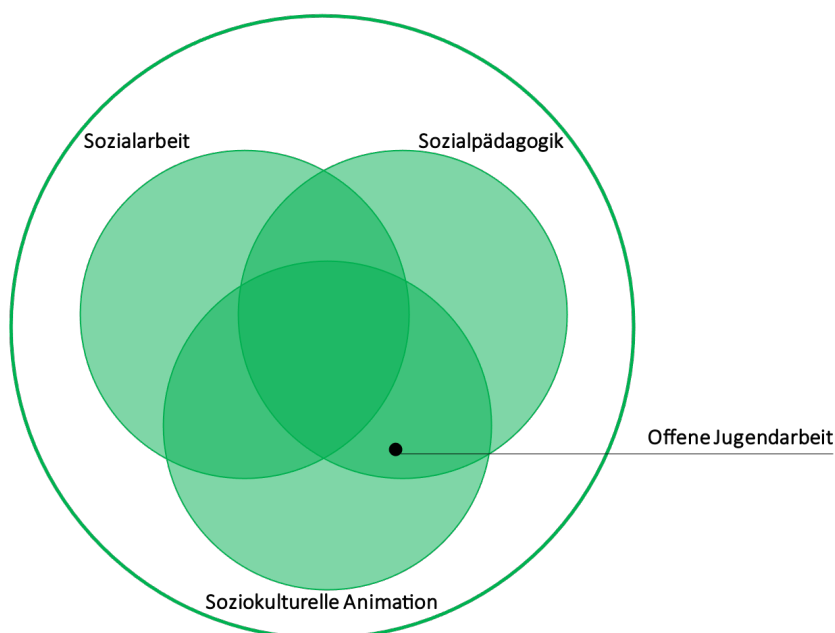 Sozialarbeit
Sozialpädagogik
Offene Jugendarbeit
Soziokulturelle Animation